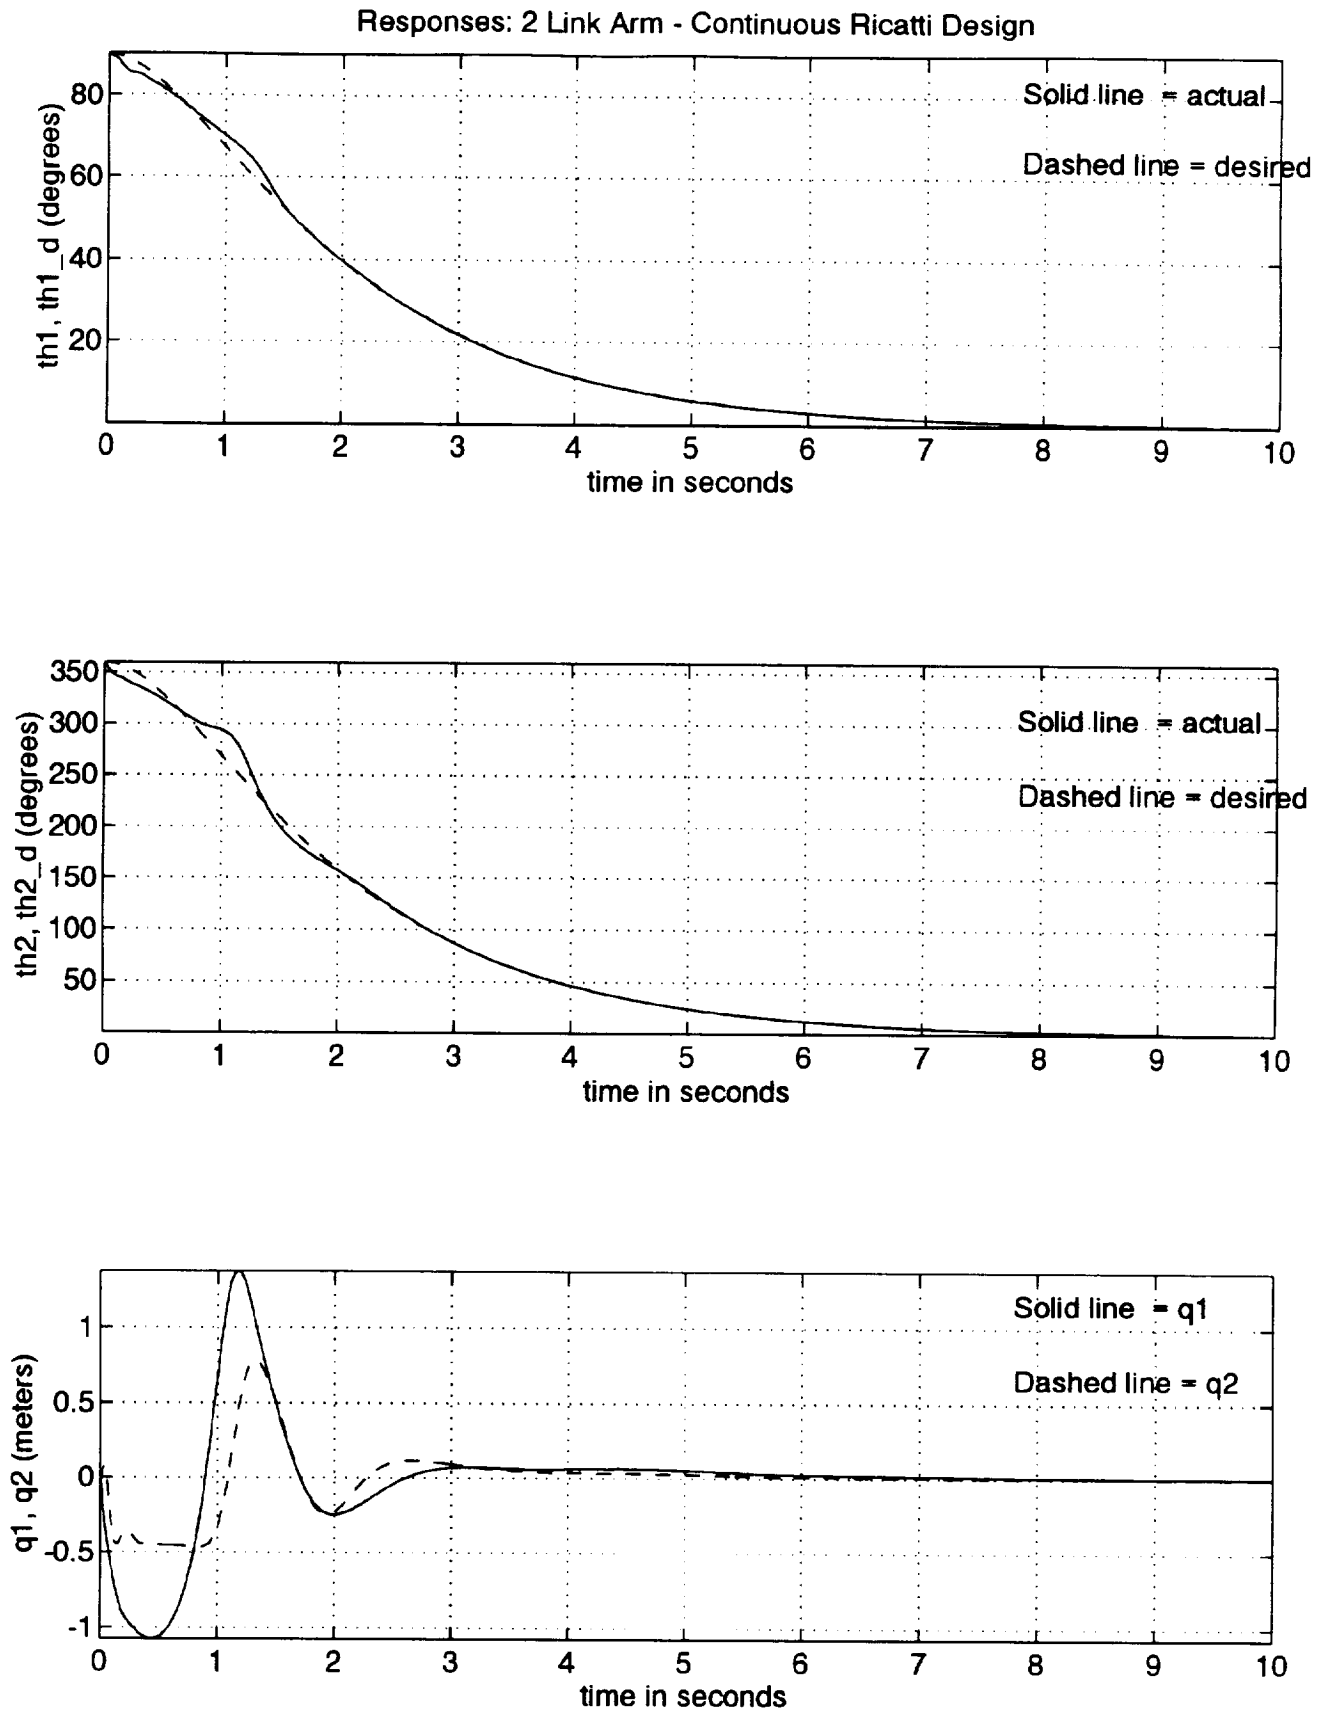 Responses: 2 Link Arm - Continuous Ricatti Design
th1, th1_d (degrees)
80
60
40
20
Solid line = actual
Dashed line = desired
0 1 2 3 4 5 6 7 8 9 10
time in seconds
th2, th2_d (degrees)
350
300
250
200
150
100
50
Solid line = actual
Dashed line = desired
0 1 2 3 4 5 6 7 8 9 10
time in seconds
q1, q2 (meters)
1
0.5
0
-0.5
-1
Solid line = q1
Dashed line = q2
0 1 2 3 4 5 6 7 8 9 10
time in seconds